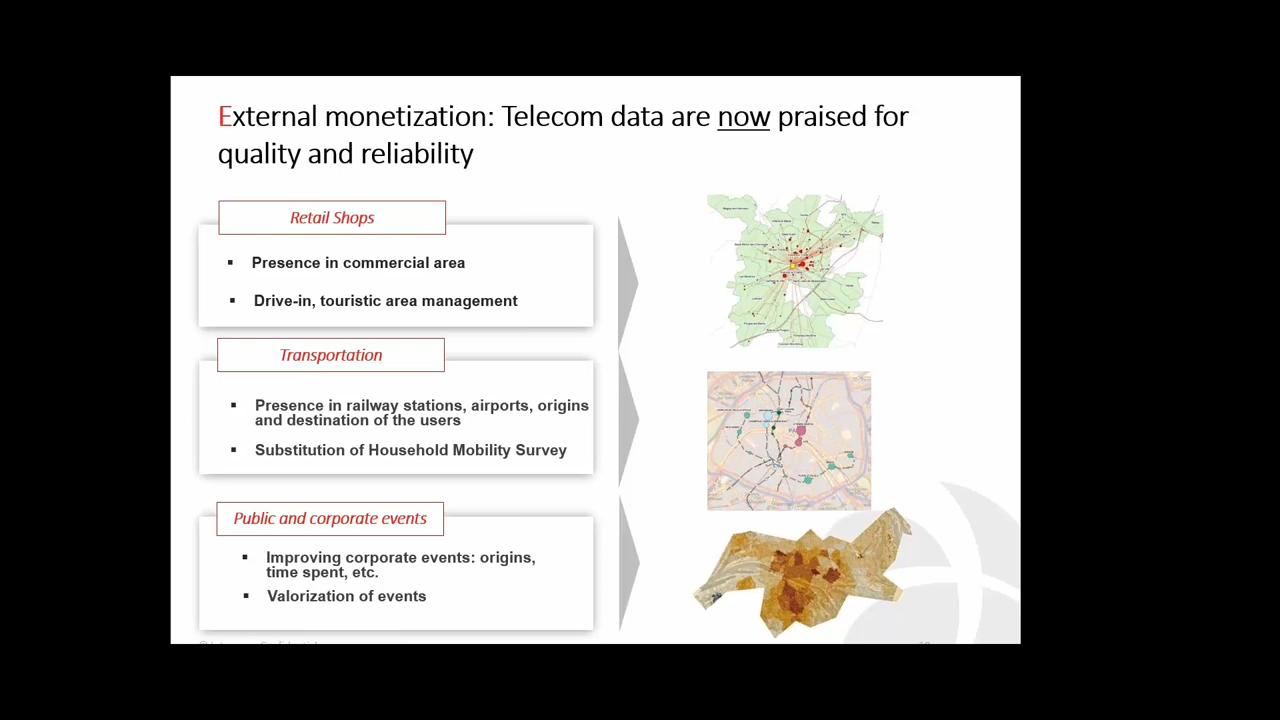 External monetization: Telecom data are now praised for
quality and reliability
Retail Shops
▪ Presence in commercial area
▪ Drive-in, touristic area management
Transportation
▪ Presence in railway stations, airports, origins
and destination of the users
▪ Substitution of Household Mobility Survey
Public and corporate events
▪ Improving corporate events: origins,
time spent, etc.
▪ Valorization of events